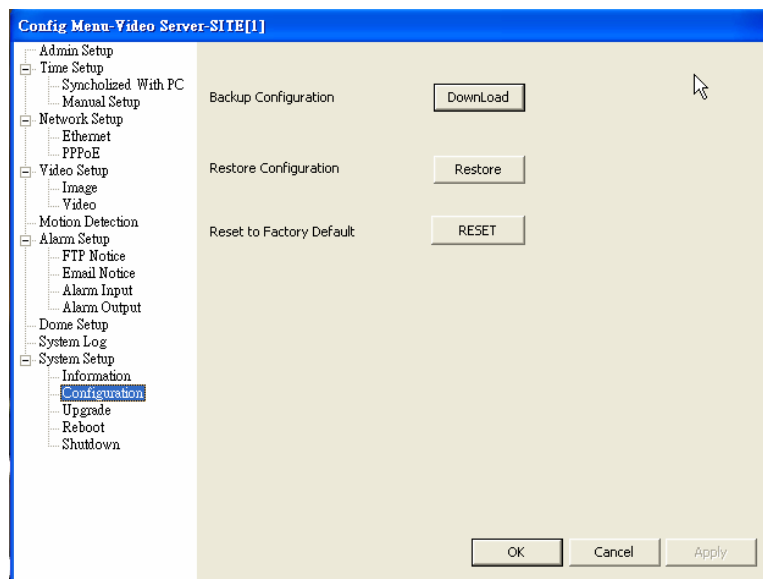 Config Menu-Video Server-SITE[1]
Admin Setup
Time Setup
Syncholized With PC
Manual Setup
Network Setup
Ethernet
PPPoE
Video Setup
Image
Video
Motion Detection
Alarm Setup
FTP Notice
Email Notice
Alarm Input
Alarm Output
Dome Setup
System Log
System Setup
Information
Configuration
Upgrade
Reboot
Shutdown
Backup Configuration DownLoad
Restore Configuration Restore
Reset to Factory Default RESET
OK Cancel Apply